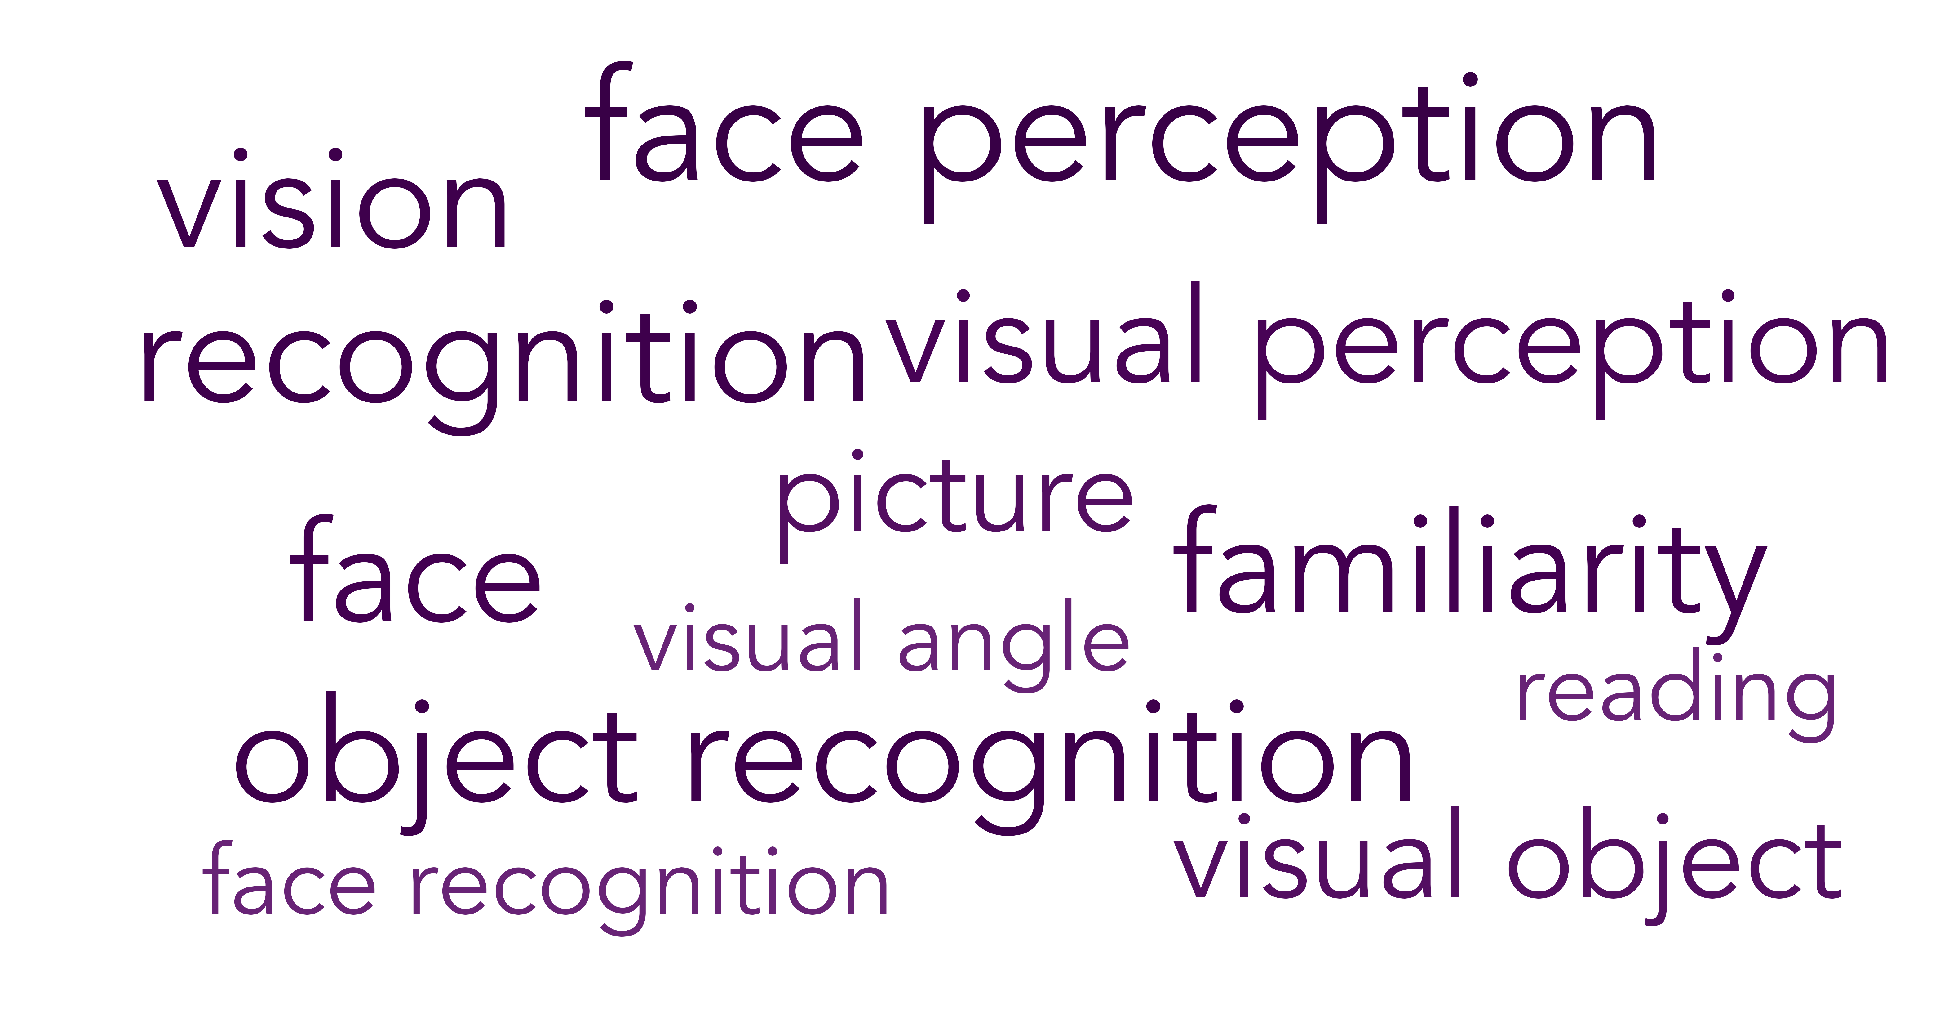 face perception
vision
recognition
visual perception
picture
face
familiarity
visual angle
reading
object recognition
visual object
face recognition